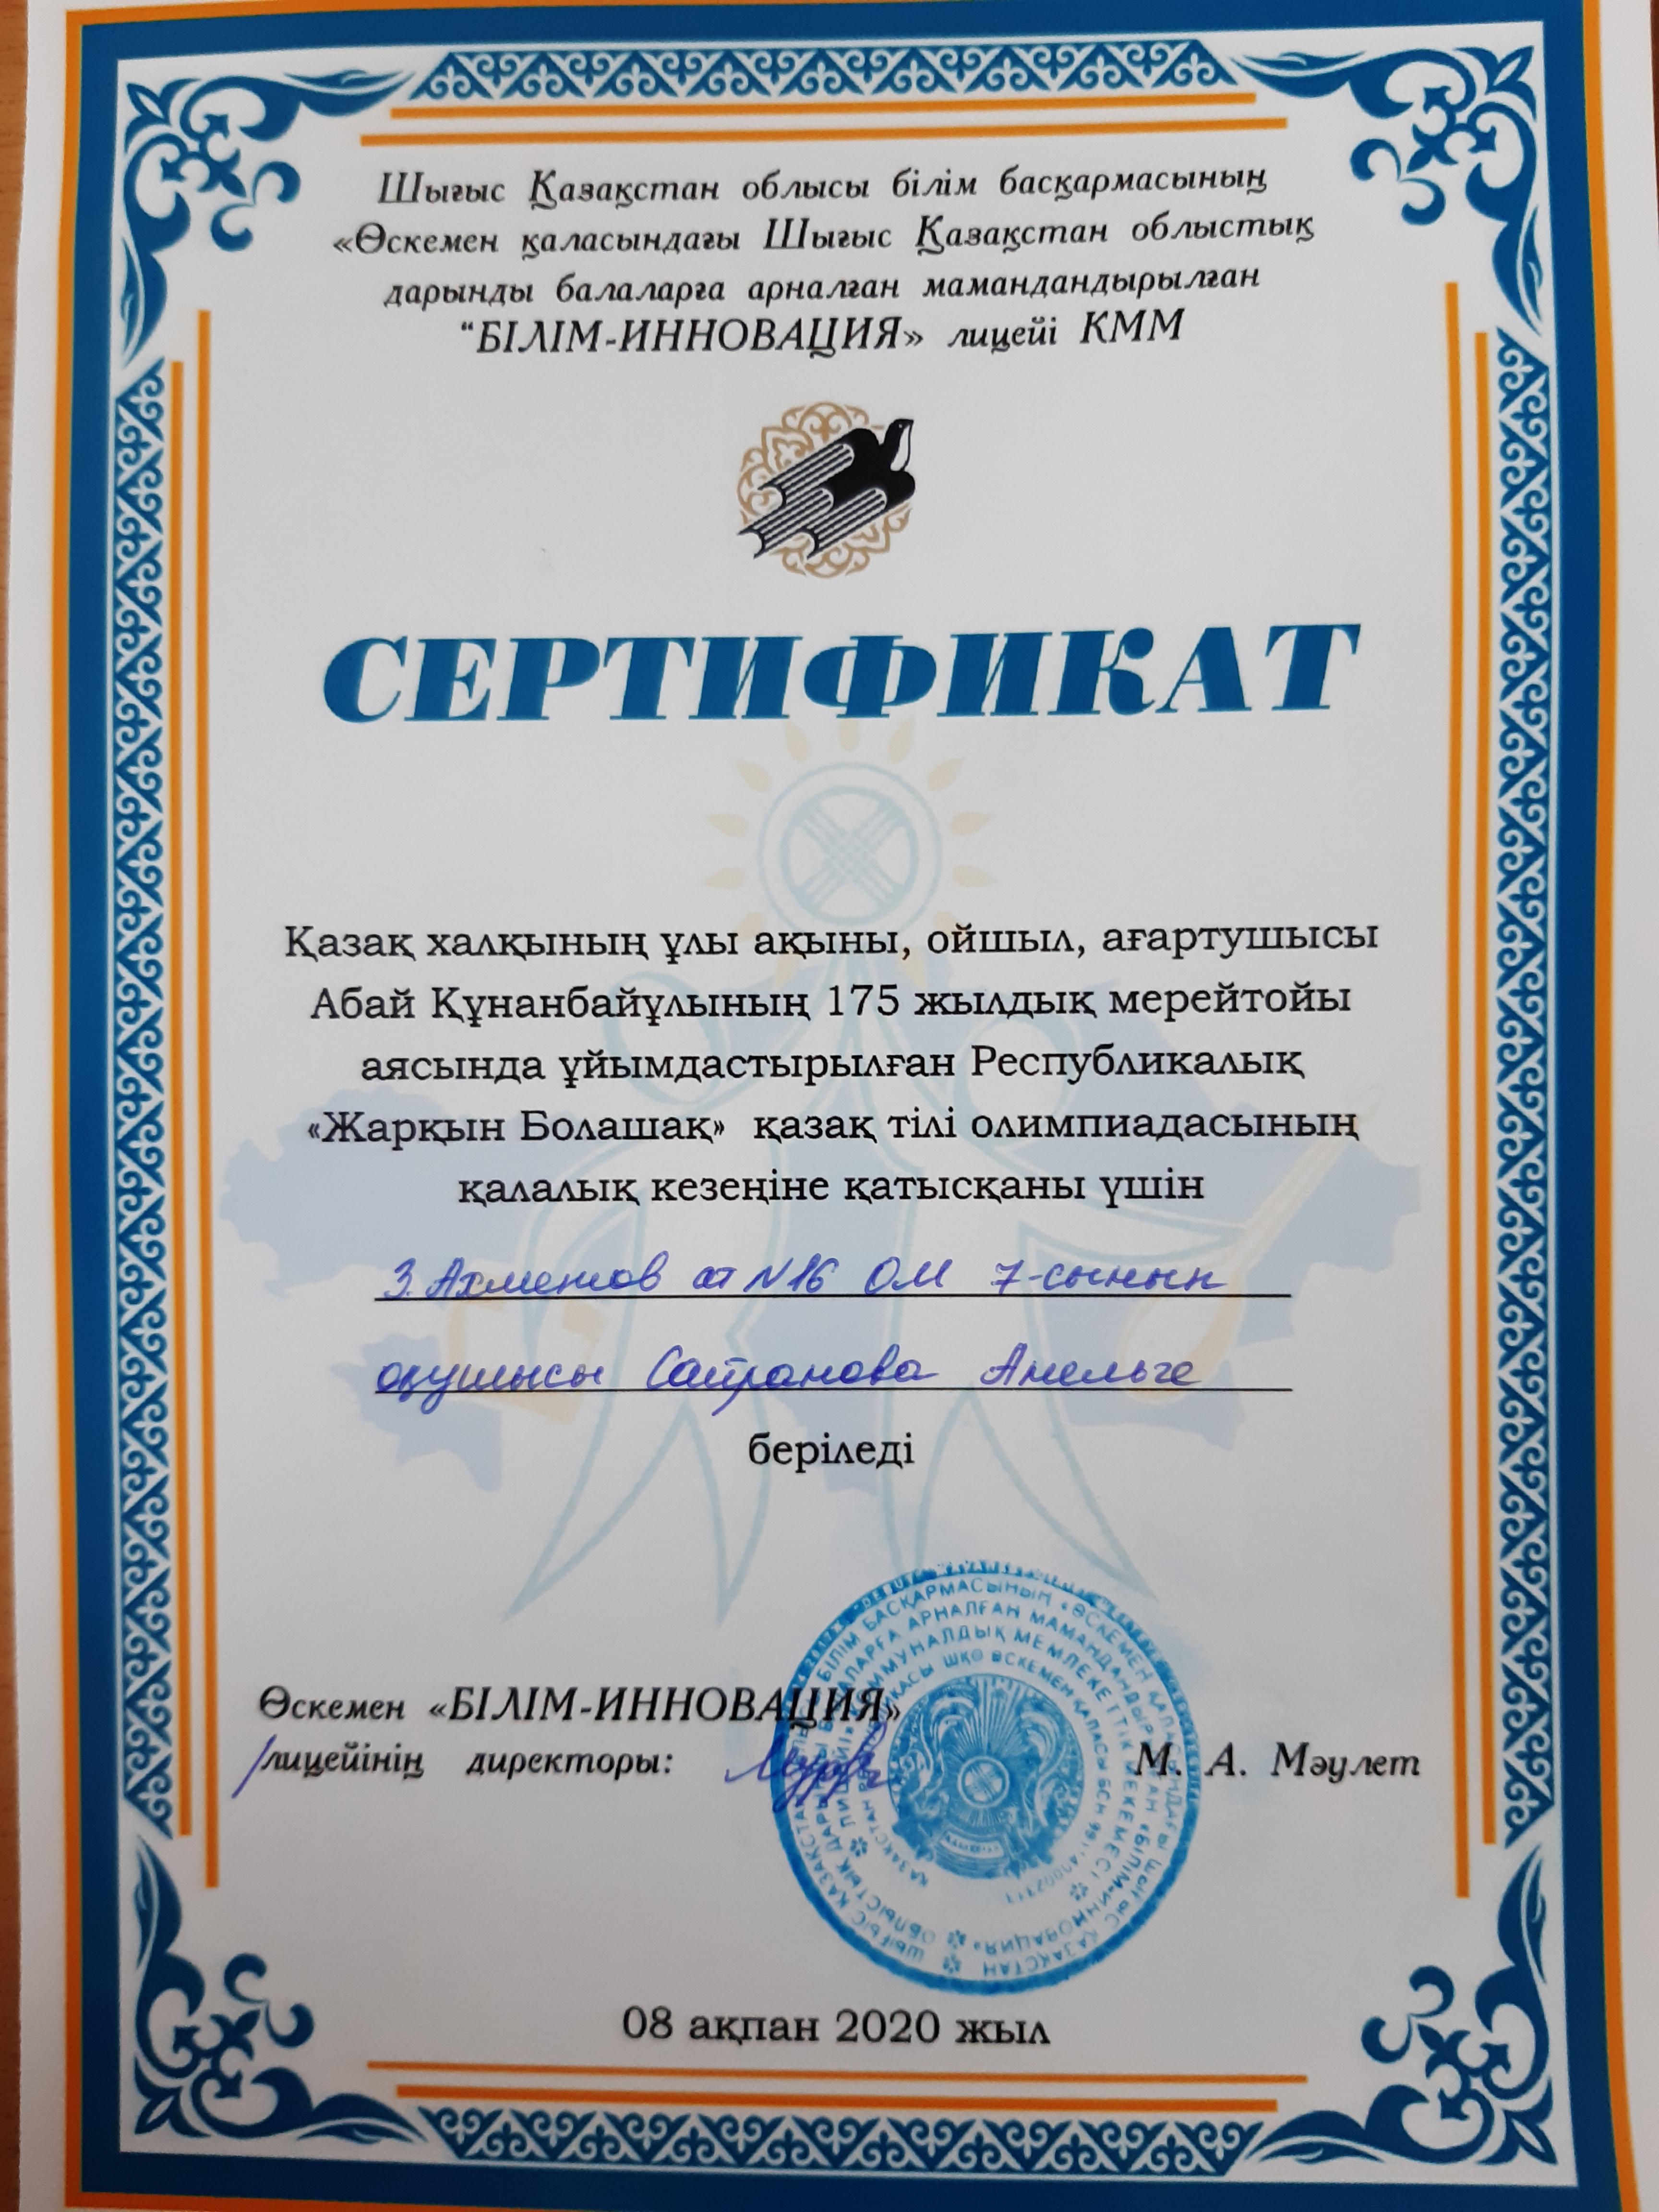 Шығыс Қазақстан облысы білім басқармасының
«Өскемен қаласындағы Шығыс Қазақстан облыстық
дарынды балаларға арналған мамандандырылған
“БІЛІМ-ИННОВАЦИЯ» лицейі КММ
СЕРТИФИКАТ
Қазақ халқының ұлы ақыны, ойшыл, ағартушысы
Абай Құнанбайұлының 175 жылдық мерейтойы
аясында ұйымдастырылған Республикалық
«Жарқын Болашақ» қазақ тілі олимпиадасының
қалалық кезеңіне қатысқаны үшін
З. Ахметов ат N16 ОМ 7-сынып
оқушысы Сатранова Анельге
беріледі
Өскемен «БІЛІМ-ИННОВАЦИЯ»
лицейінің директоры: М. А. Мәулет
08 ақпан 2020 жыл